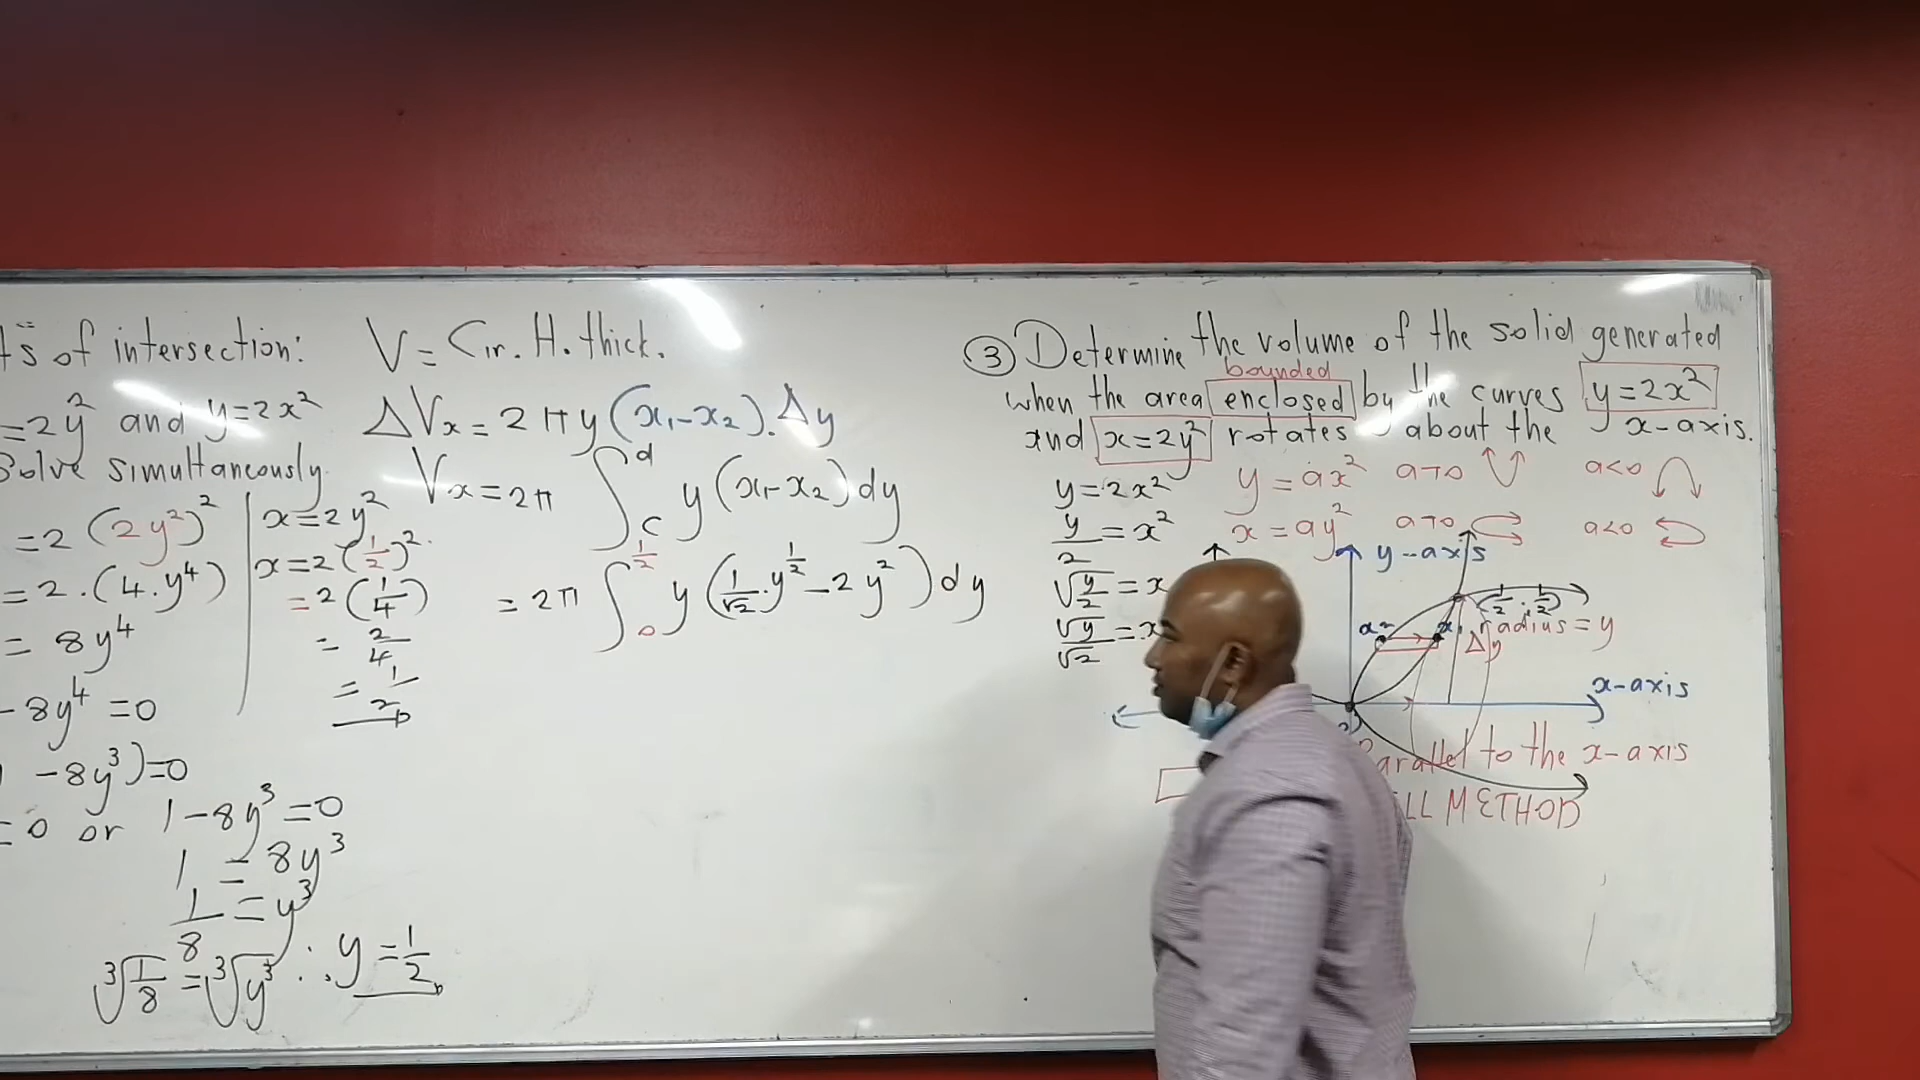 ts of intersection:
=2y² and y=2x²
Solve simultaneously
=2(2y²)²
=2.(4.y⁴)
= 8y⁴
-8y⁴=0
-8y³)=0
=0 or 1-8y³=0
1=8y³
1/8=y³
∛(1/8)=∛(y³) ∴ y=1/2
x=2y²
x=2(1/2)².
=2(1/4)
=2/4
=1/2
V = Cir. H. thick.
ΔVx = 2πy(x₁-x₂).Δy
Vx = 2π ∫_c^d y(x₁-x₂)dy
= 2π ∫_0^{1/2} y(1/√2.y^{1/2}-2y²)dy
③ Determine the volume of the solid generated
bounded
when the area enclosed by the curves y=2x²
and x=2y² rotates about the x-axis.
y=2x²
y/2=x²
√(y/2)=x
√y/√2=x
y=ax² a>0 a<0
x=ay² a>0 a<0
y-axis
(1/2;1/2)
x₂ x₁ radius=y
Δy
x-axis
Parallel to the x-axis
LL METHOD